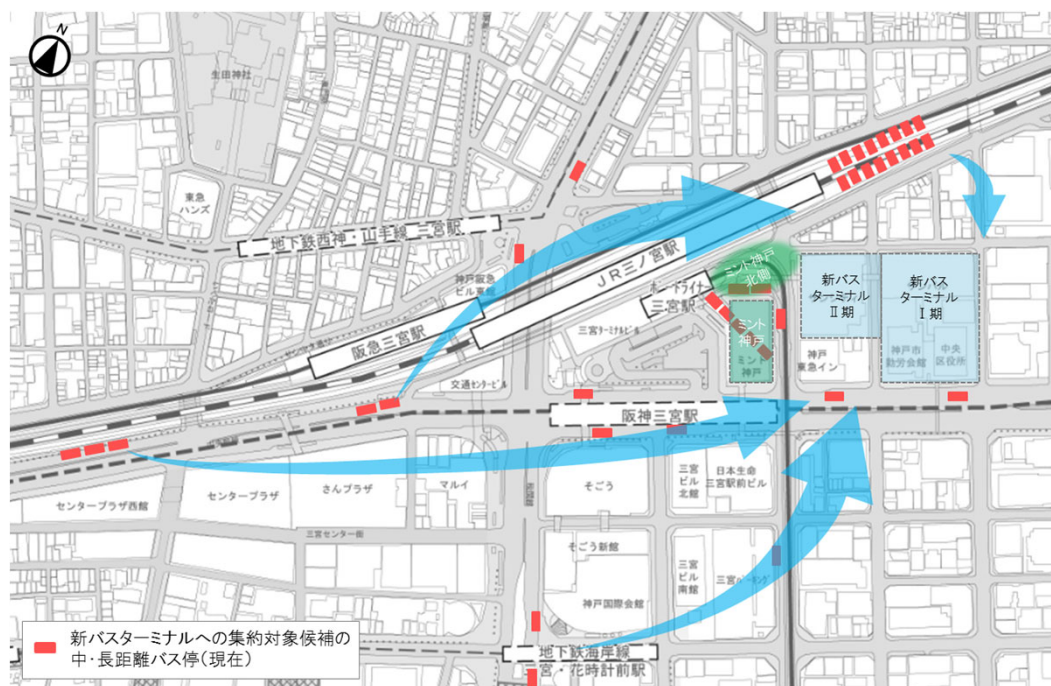 N
生田神社
東急
ハンズ
地下鉄西神・山手線 三宮駅
神戸阪急
ビル東館
JR三ノ宮駅
阪急三宮駅
ポートライナー
三宮駅
ミント神戸
北側
ミント
神戸
ミント
神戸
新バス
ターミナル
Ⅱ期
新バス
ターミナル
Ⅰ期
三宮ターミナルビル
神戸
東急イン
神戸市
勤労会館
中央
区役所
交通センタービル
阪神三宮駅
センタープラザ西館
センタープラザ
さんプラザ
マルイ
そごう
三宮
ビル
北館
日本生命
三宮駅前ビル
三宮センター街
そごう新館
三宮
ビル
南館
三宮パーキング
神戸国際会館
地下鉄海岸線
三宮・花時計前駅
新バスターミナルへの集約対象候補の
中・長距離バス停(現在)